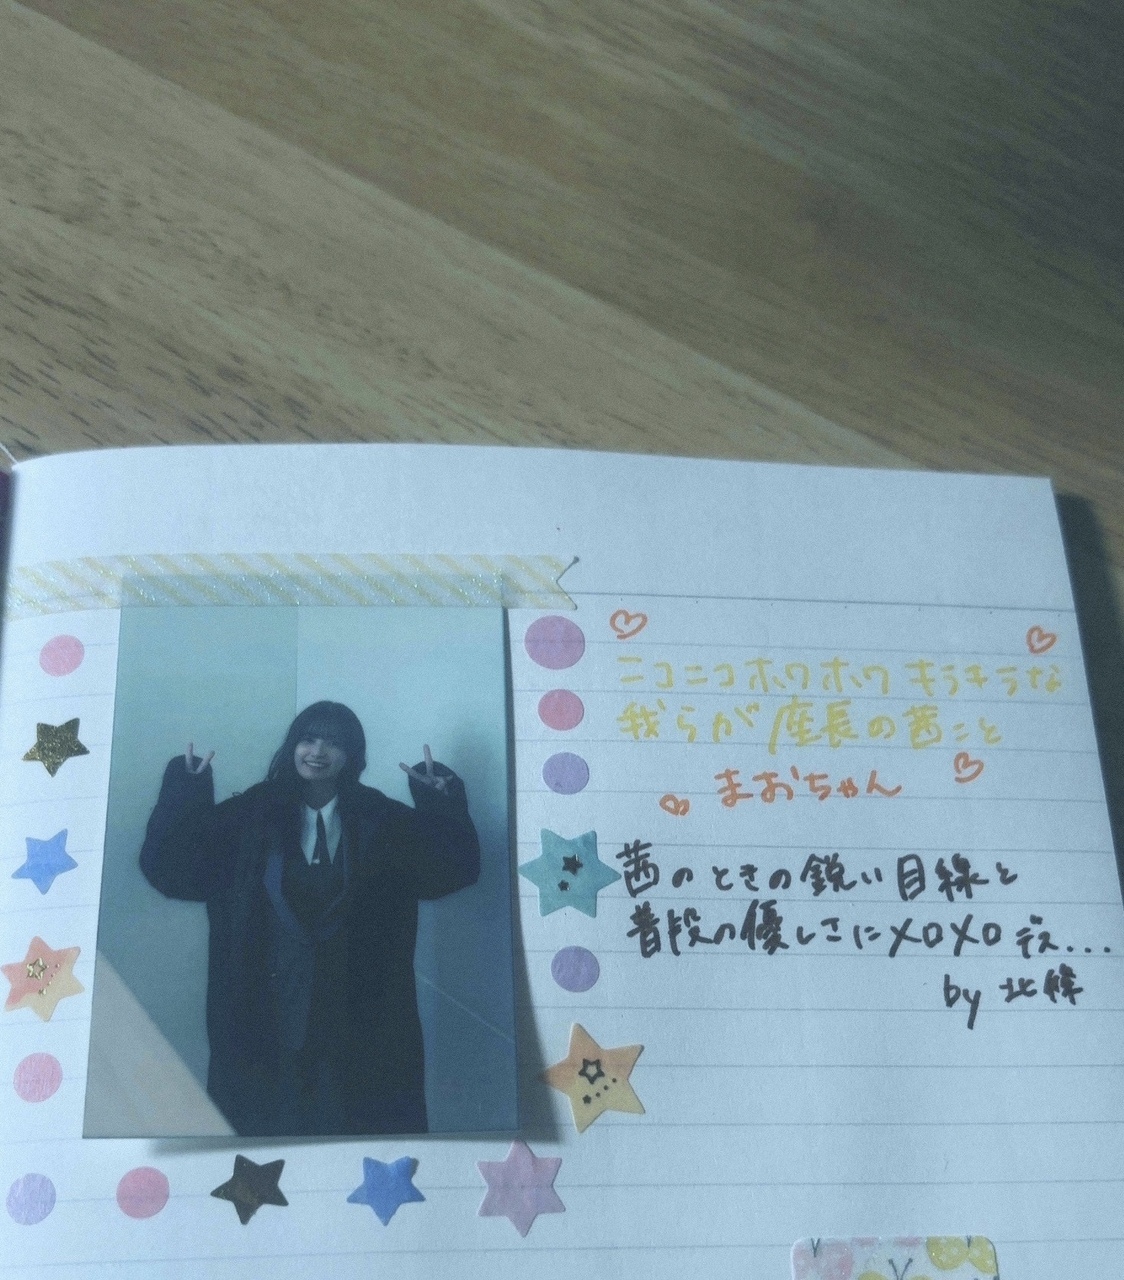 ニコニコホワホワキラキラな
我らが座長の茜こと
まおちゃん
茜のときの鋭い目線と
普段の優しさにメロメロデス...
by 北條